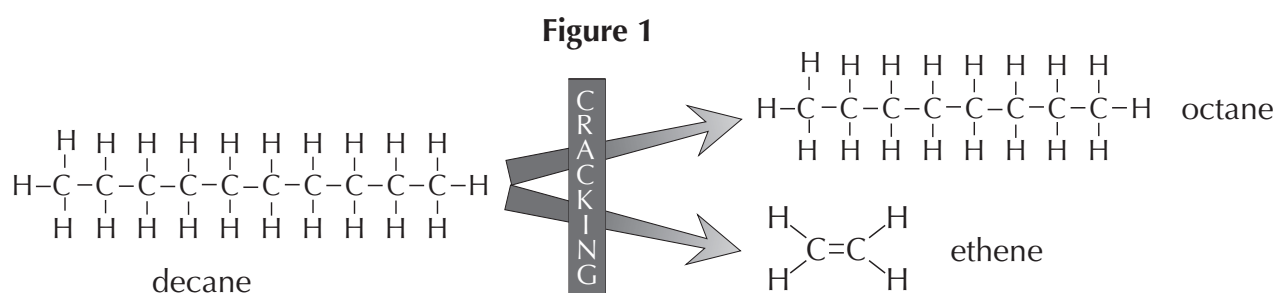 Figure 1
H H H H H H H H H H
H–C–C–C–C–C–C–C–C–C–C–H
H H H H H H H H H H
decane
CRACKING
H H H H H H H H
H–C–C–C–C–C–C–C–C–H octane
H H H H H H H H
H H
C=C ethene
H H